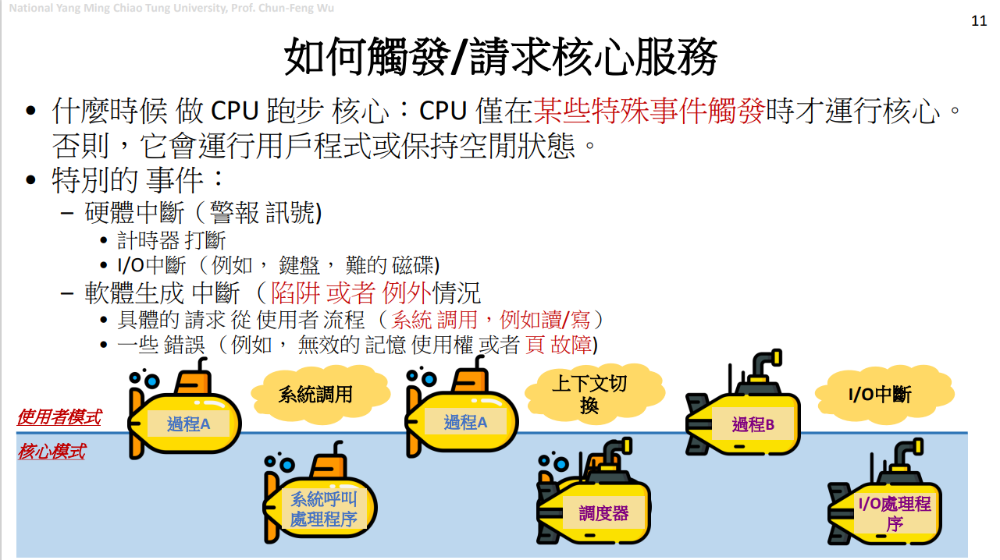 National Yang Ming Chiao Tung University, Prof. Chun-Feng Wu
11
如何觸發/請求核心服務
• 什麼時候 做 CPU 跑步 核心：CPU 僅在某些特殊事件觸發時才運行核心。
否則，它會運行用戶程式或保持空閒狀態。
• 特別的 事件：
– 硬體中斷（警報 訊號)
• 計時器 打斷
• I/O中斷 （例如， 鍵盤， 難的 磁碟)
– 軟體生成 中斷 （陷阱 或者 例外情況
• 具體的 請求 從 使用者 流程 （系統 調用，例如讀/寫）
• 一些 錯誤 （例如， 無效的 記憶 使用權 或者 頁 故障)
系統調用
上下文切
換
I/O中斷
使用者模式
過程A
過程A
過程B
核心模式
系統呼叫
處理程序
調度器
I/O處理程
序